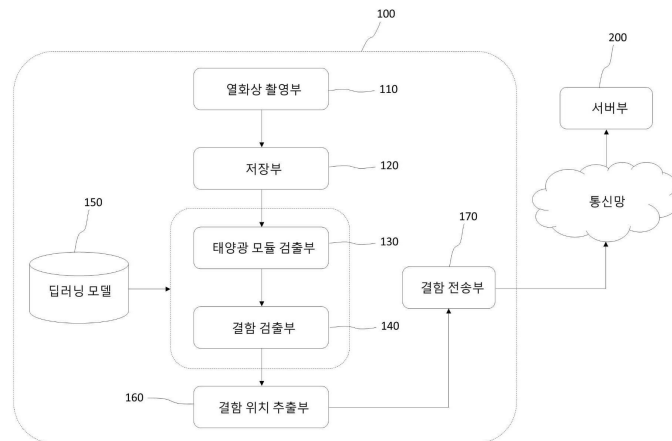 100
열화상 촬영부
110
200
서버부
저장부
120
통신망
150
딥러닝 모델
태양광 모듈 검출부
130
170
결함 전송부
결함 검출부
140
160
결함 위치 추출부